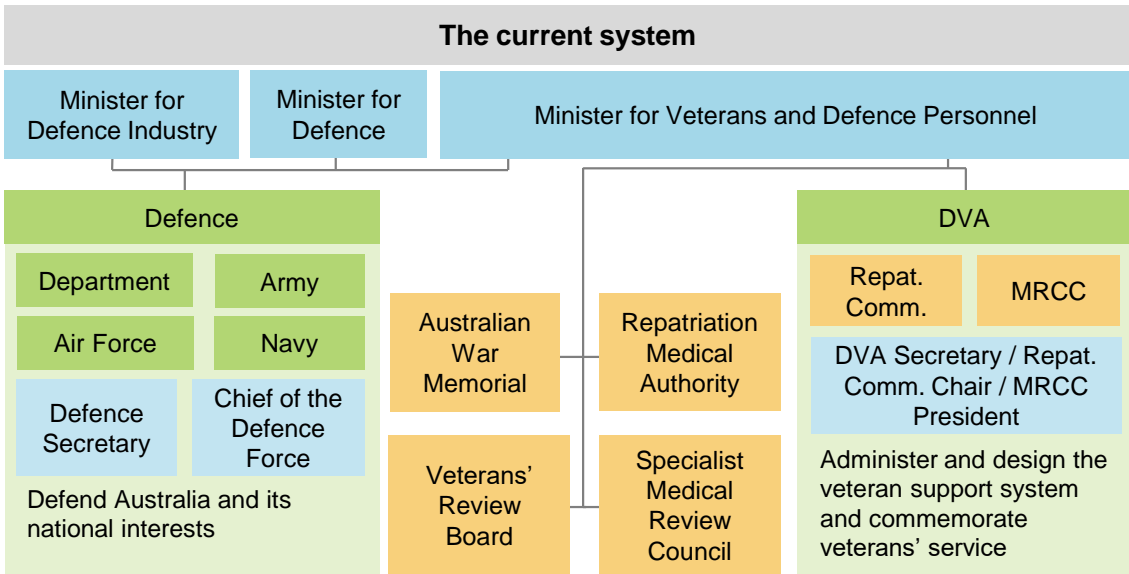 The current system
Minister for
Defence Industry
Minister for
Defence
Minister for Veterans and Defence Personnel
Defence
Department
Army
Air Force
Navy
Defence
Secretary
Chief of the
Defence
Force
Defend Australia and its
national interests
Australian
War
Memorial
Repatriation
Medical
Authority
Veterans’
Review
Board
Specialist
Medical
Review
Council
DVA
Repat.
Comm.
MRCC
DVA Secretary / Repat.
Comm. Chair / MRCC
President
Administer and design the
veteran support system
and commemorate
veterans’ service